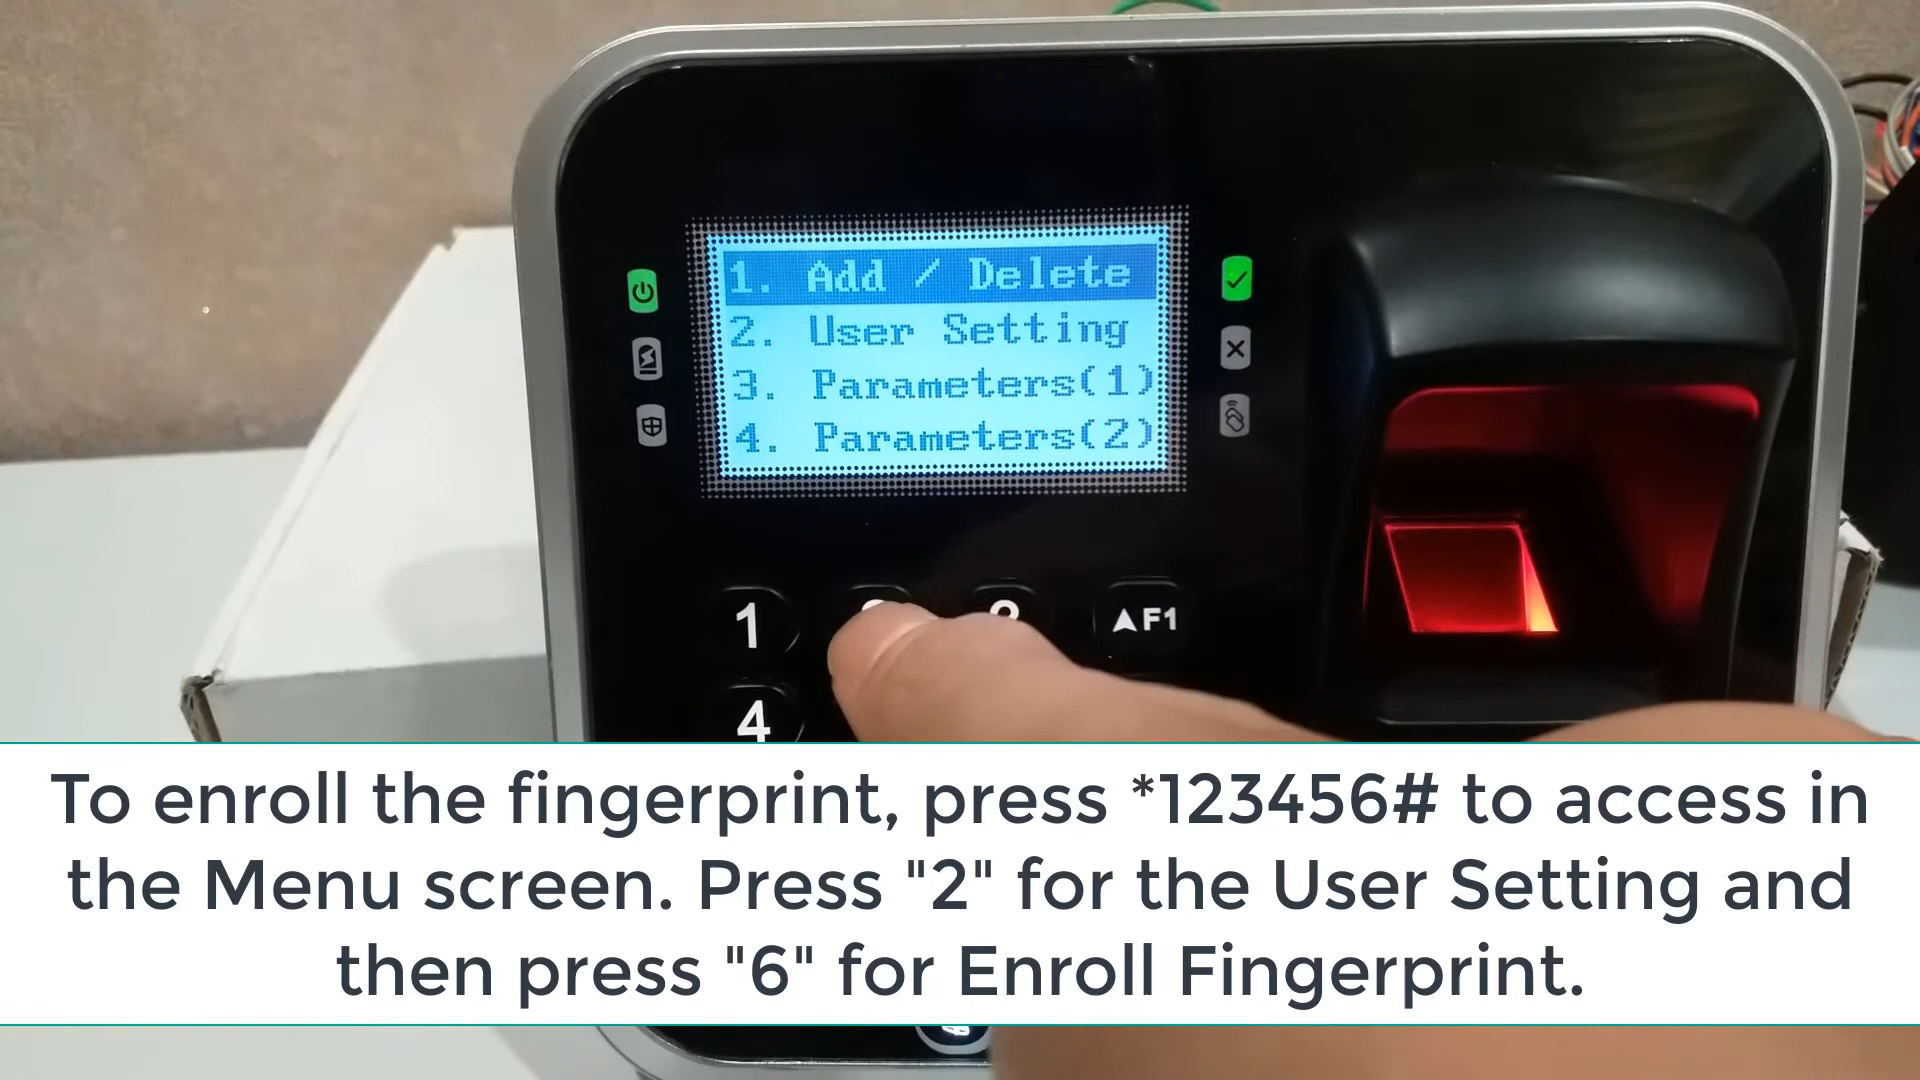 1. Add / Delete
2. User Setting
3. Parameters(1)
4. Parameters(2)
1
▲F1
4
To enroll the fingerprint, press *123456# to access in
the Menu screen. Press "2" for the User Setting and
then press "6" for Enroll Fingerprint.